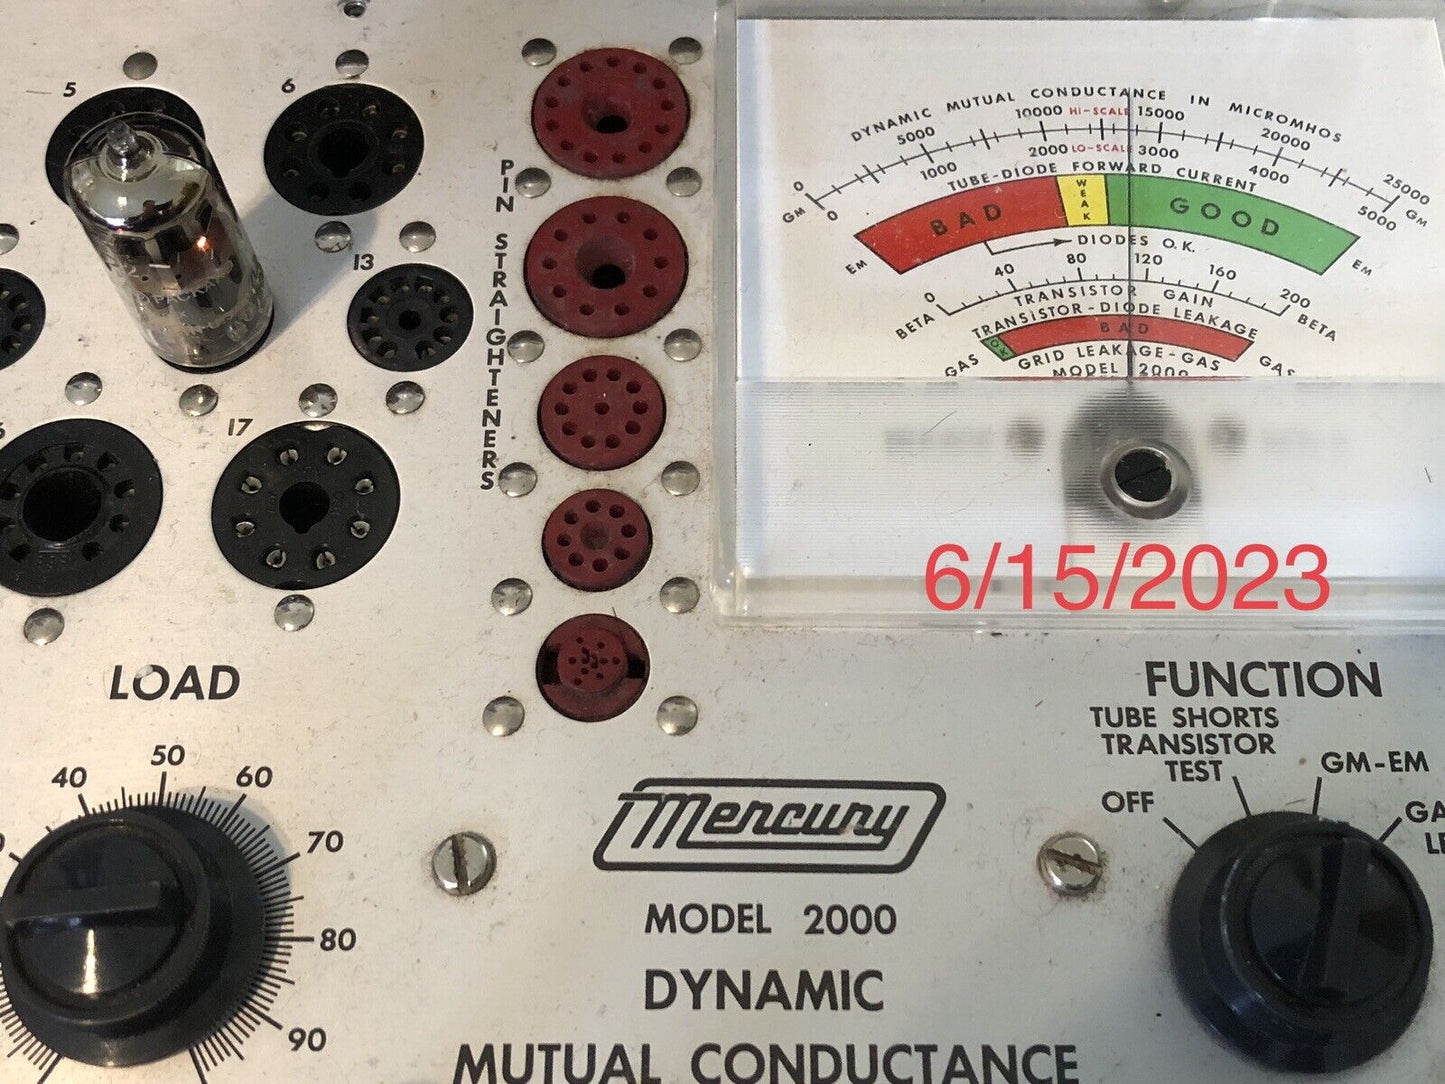 5
6
13
17
PIN STRAIGHTENERS
DYNAMIC MUTUAL CONDUCTANCE IN MICROMHOS
0 5000 10000 HI-SCALE 15000 20000 25000
GM GM
0 1000 2000 LO-SCALE 3000 4000 5000
TUBE-DIODE FORWARD CURRENT
BAD WEAK GOOD
EM EM
DIODES O.K.
0 40 80 120 160 200
BETA TRANSISTOR GAIN BETA
TRANSISTOR-DIODE LEAKAGE
OK BAD
GAS GRID LEAKAGE-GAS GAS
MODEL 2000
6/15/2023
LOAD
40 50 60 70 80 90
FUNCTION
TUBE SHORTS
TRANSISTOR
TEST
OFF
GM-EM
GA
Mercury
MODEL 2000
DYNAMIC
MUTUAL CONDUCTANCE